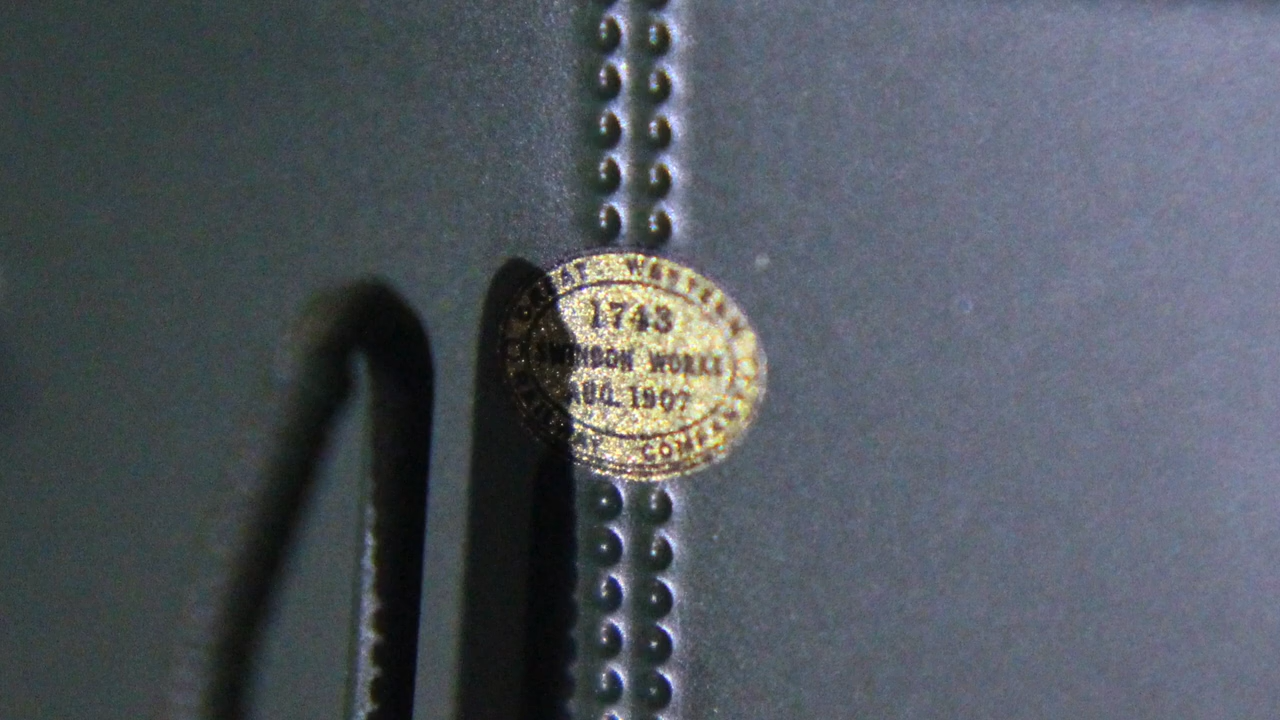 GREAT WESTERN
1743
SWINDON WORKS
AUG. 1907
RAILWAY COMPANY